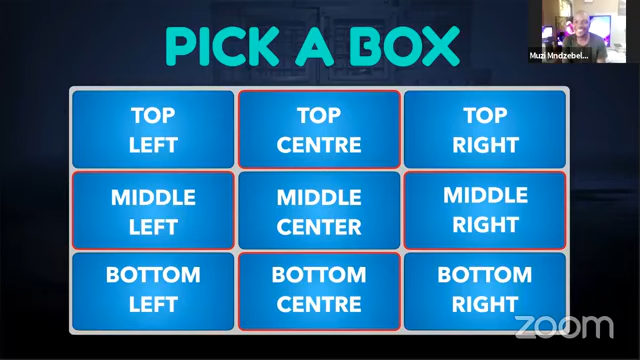 PICK A BOX
Muzi Mndzebel...
TOP
LEFT
TOP
CENTRE
TOP
RIGHT
MIDDLE
LEFT
MIDDLE
CENTER
MIDDLE
RIGHT
BOTTOM
LEFT
BOTTOM
CENTRE
BOTTOM
RIGHT
zoom